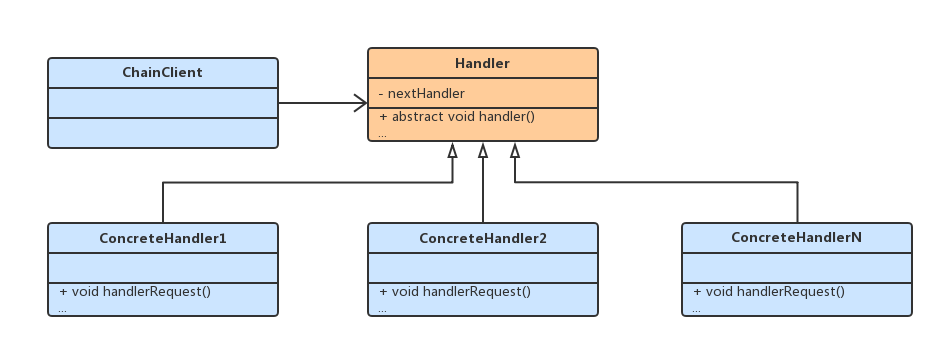 ChainClient
Handler
- nextHandler
+ abstract void handler()
...
ConcreteHandler1
+ void handlerRequest()
...
ConcreteHandler2
+ void handlerRequest()
...
ConcreteHandlerN
+ void handlerRequest()
...